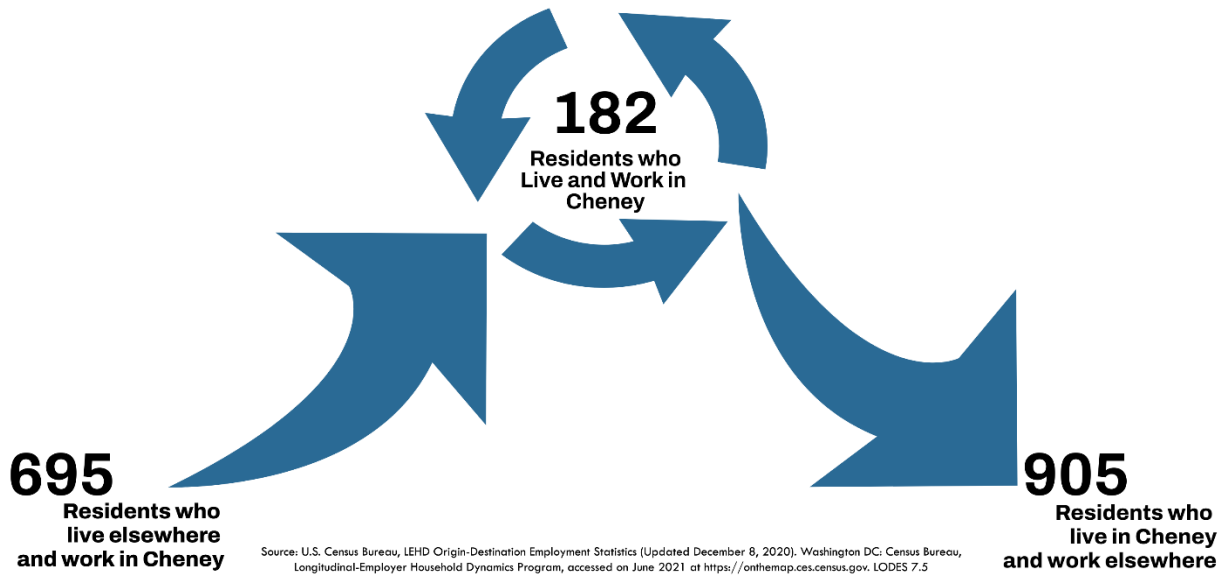 182
Residents who
Live and Work in
Cheney
695
Residents who
live elsewhere
and work in Cheney
905
Residents who
live in Cheney
and work elsewhere
Source: U.S. Census Bureau, LEHD Origin-Destination Employment Statistics (Updated December 8, 2020). Washington DC: Census Bureau,
Longitudinal-Employer Household Dynamics Program, accessed on June 2021 at https://onthemap.ces.census.gov. LODES 7.5